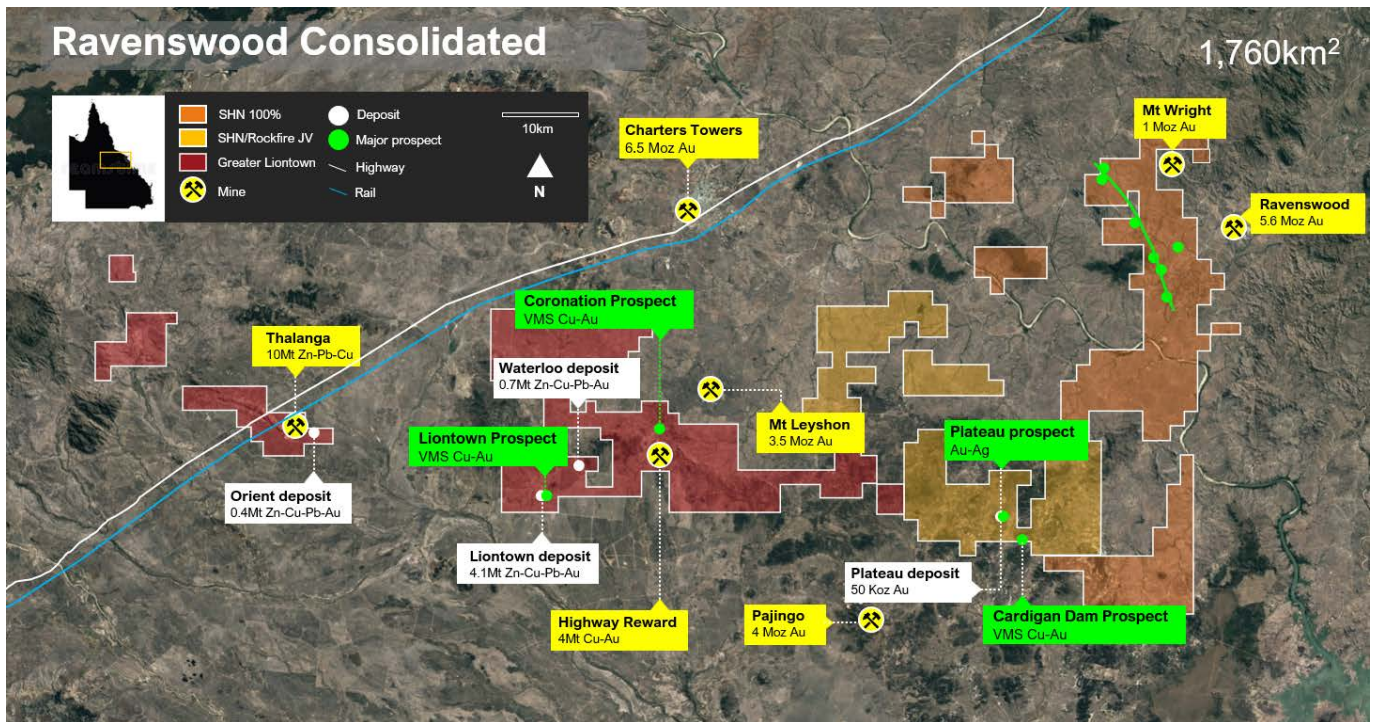 Ravenswood Consolidated
1,760km²
SHN 100%
SHN/Rockfire JV
Greater Liontown
Mine
Deposit
Major prospect
Highway
Rail
10km
N
Charters Towers
6.5 Moz Au
Mt Wright
1 Moz Au
Ravenswood
5.6 Moz Au
Coronation Prospect
VMS Cu-Au
Thalanga
10Mt Zn-Pb-Cu
Waterloo deposit
0.7Mt Zn-Cu-Pb-Au
Mt Leyshon
3.5 Moz Au
Liontown Prospect
VMS Cu-Au
Plateau prospect
Au-Ag
Orient deposit
0.4Mt Zn-Cu-Pb-Au
Liontown deposit
4.1Mt Zn-Cu-Pb-Au
Plateau deposit
50 Koz Au
Highway Reward
4Mt Cu-Au
Pajingo
4 Moz Au
Cardigan Dam Prospect
VMS Cu-Au